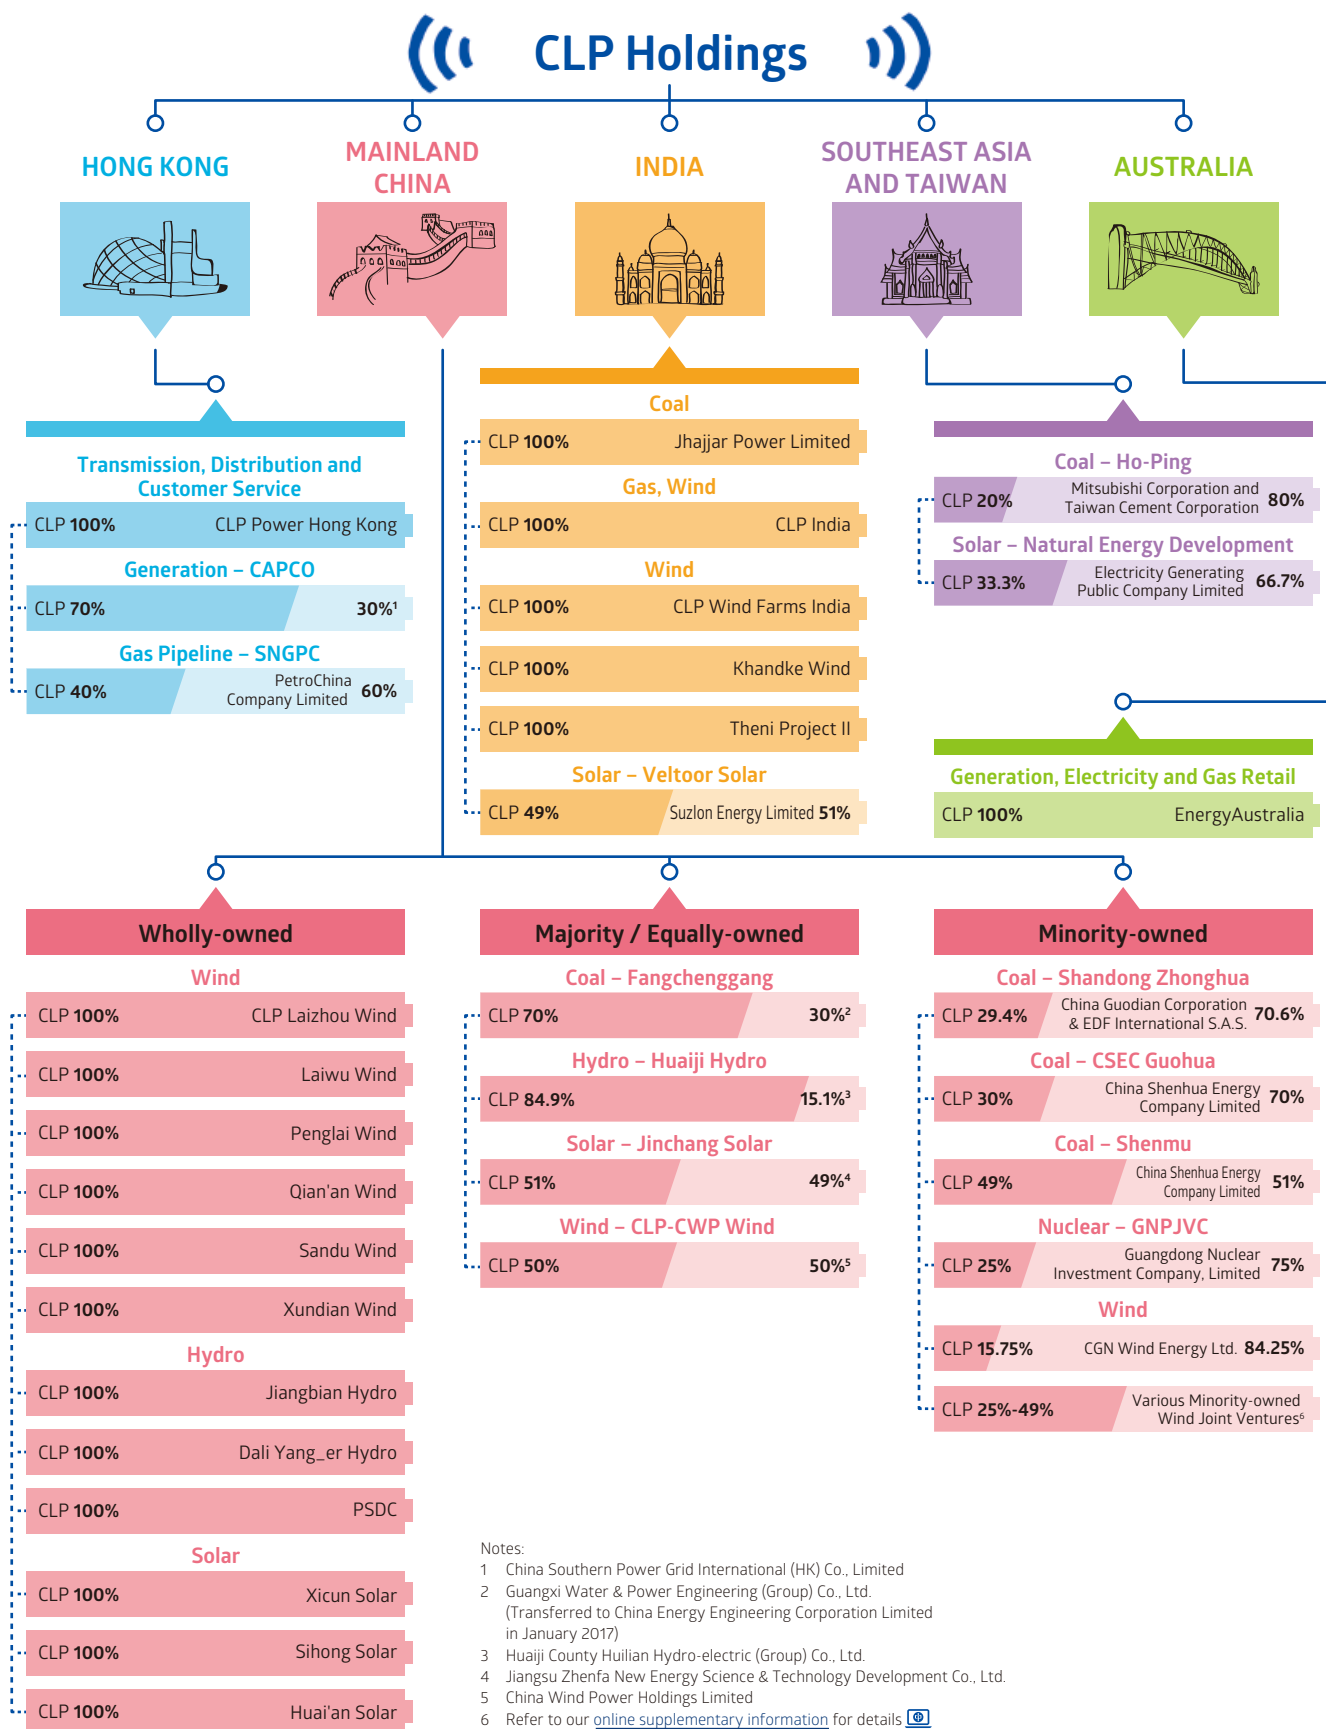 CLP Holdings
HONG KONG
MAINLAND
CHINA
INDIA
SOUTHEAST ASIA
AND TAIWAN
AUSTRALIA
Transmission, Distribution and
Customer Service
CLP 100% CLP Power Hong Kong
Generation – CAPCO
CLP 70% 30%¹
Gas Pipeline – SNGPC
CLP 40% PetroChina
Company Limited 60%
Coal
CLP 100% Jhajjar Power Limited
Gas, Wind
CLP 100% CLP India
Wind
CLP 100% CLP Wind Farms India
CLP 100% Khandke Wind
CLP 100% Theni Project II
Solar – Veltoor Solar
CLP 49% Suzlon Energy Limited 51%
Coal – Ho-Ping
CLP 20% Mitsubishi Corporation and
Taiwan Cement Corporation 80%
Solar – Natural Energy Development
CLP 33.3% Electricity Generating
Public Company Limited 66.7%
Generation, Electricity and Gas Retail
CLP 100% EnergyAustralia
Wholly-owned
Wind
CLP 100% CLP Laizhou Wind
CLP 100% Laiwu Wind
CLP 100% Penglai Wind
CLP 100% Qian'an Wind
CLP 100% Sandu Wind
CLP 100% Xundian Wind
Hydro
CLP 100% Jiangbian Hydro
CLP 100% Dali Yang_er Hydro
CLP 100% PSDC
Solar
CLP 100% Xicun Solar
CLP 100% Sihong Solar
CLP 100% Huai'an Solar
Majority / Equally-owned
Coal – Fangchenggang
CLP 70% 30%²
Hydro – Huaiji Hydro
CLP 84.9% 15.1%³
Solar – Jinchang Solar
CLP 51% 49%⁴
Wind – CLP-CWP Wind
CLP 50% 50%⁵
Minority-owned
Coal – Shandong Zhonghua
CLP 29.4% China Guodian Corporation
& EDF International S.A.S. 70.6%
Coal – CSEC Guohua
CLP 30% China Shenhua Energy
Company Limited 70%
Coal – Shenmu
CLP 49% China Shenhua Energy
Company Limited 51%
Nuclear – GNPJVC
CLP 25% Guangdong Nuclear
Investment Company, Limited 75%
Wind
CLP 15.75% CGN Wind Energy Ltd. 84.25%
CLP 25%-49% Various Minority-owned
Wind Joint Ventures⁶
Notes:
1 China Southern Power Grid International (HK) Co., Limited
2 Guangxi Water & Power Engineering (Group) Co., Ltd.
(Transferred to China Energy Engineering Corporation Limited
in January 2017)
3 Huaiji County Huilian Hydro-electric (Group) Co., Ltd.
4 Jiangsu Zhenfa New Energy Science & Technology Development Co., Ltd.
5 China Wind Power Holdings Limited
6 Refer to our online supplementary information for details